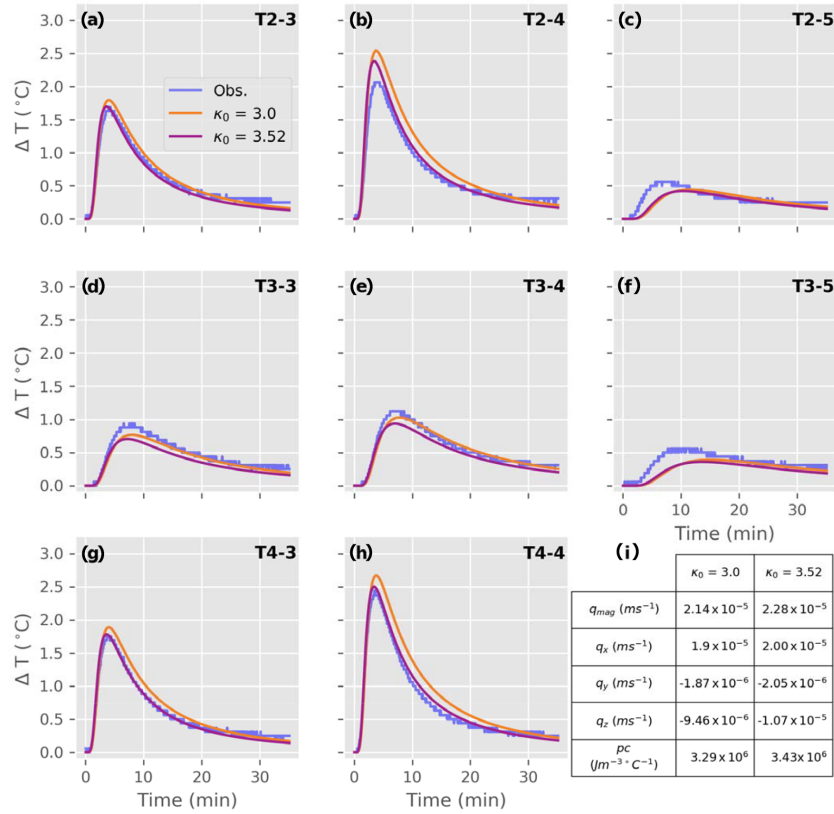 (a) T2-3 (b) T2-4 (c) T2-5
3.0
2.5
2.0
1.5
1.0
0.5
0.0
Δ T (°C)
Obs.
κ₀ = 3.0
κ₀ = 3.52
(d) T3-3 (e) T3-4 (f) T3-5
3.0
2.5
2.0
1.5
1.0
0.5
0.0
Δ T (°C)
0 10 20 30
Time (min)
(g) T4-3 (h) T4-4 (i)
3.0
2.5
2.0
1.5
1.0
0.5
0.0
Δ T (°C)
0 10 20 30 0 10 20 30
Time (min) Time (min)
κ₀ = 3.0 κ₀ = 3.52
q_mag (ms⁻¹) 2.14 x 10⁻⁵ 2.28 x 10⁻⁵
q_x (ms⁻¹) 1.9 x 10⁻⁵ 2.00 x 10⁻⁵
q_y (ms⁻¹) -1.87 x 10⁻⁶ -2.05 x 10⁻⁶
q_z (ms⁻¹) -9.46 x 10⁻⁶ -1.07 x 10⁻⁵
pc
(Jm⁻³°C⁻¹) 3.29 x 10⁶ 3.43 x 10⁶